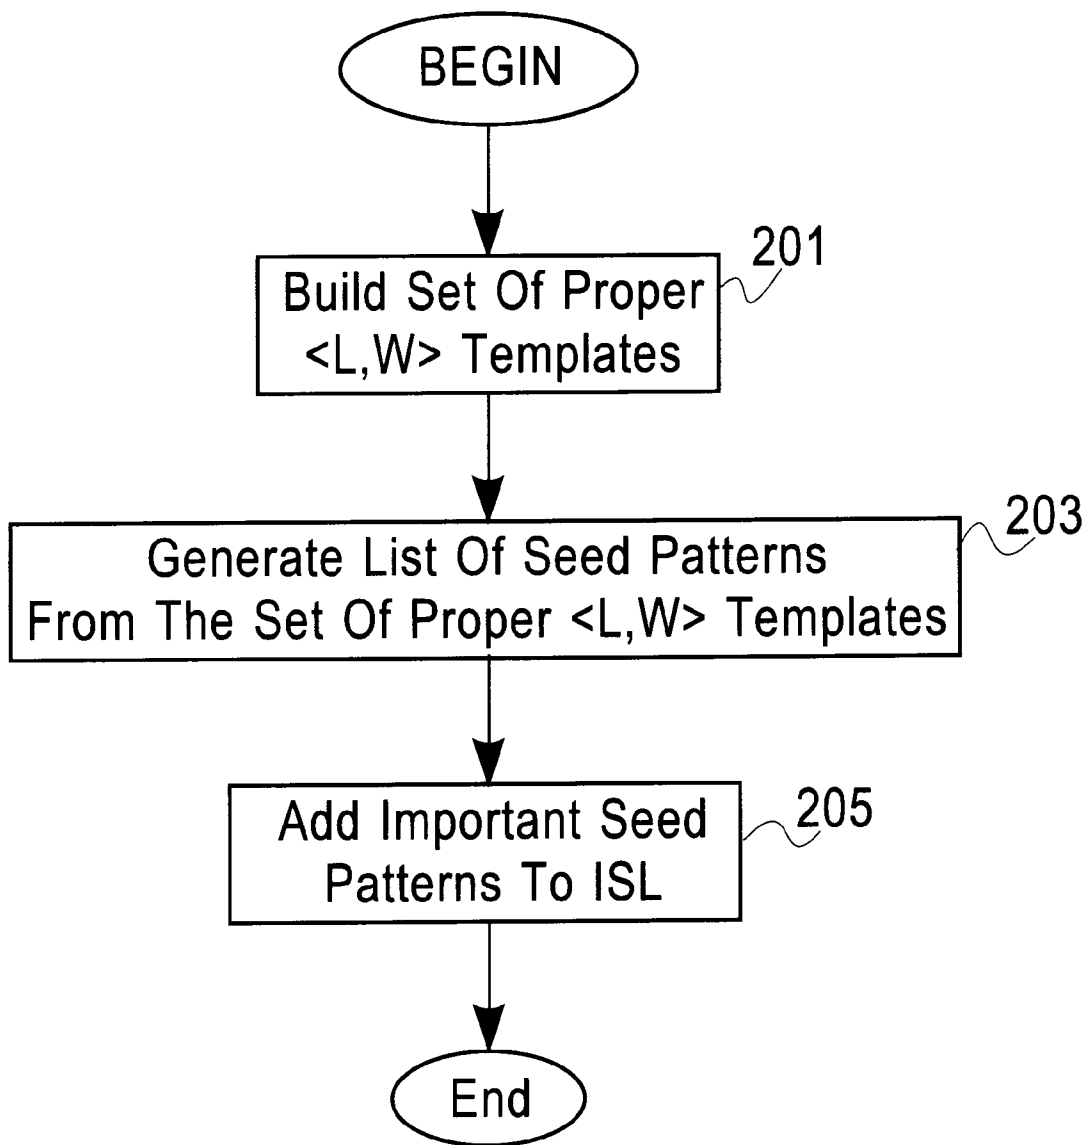 BEGIN
201
Build Set Of Proper
<L,W> Templates
203
Generate List Of Seed Patterns
From The Set Of Proper <L,W> Templates
205
Add Important Seed
Patterns To ISL
End